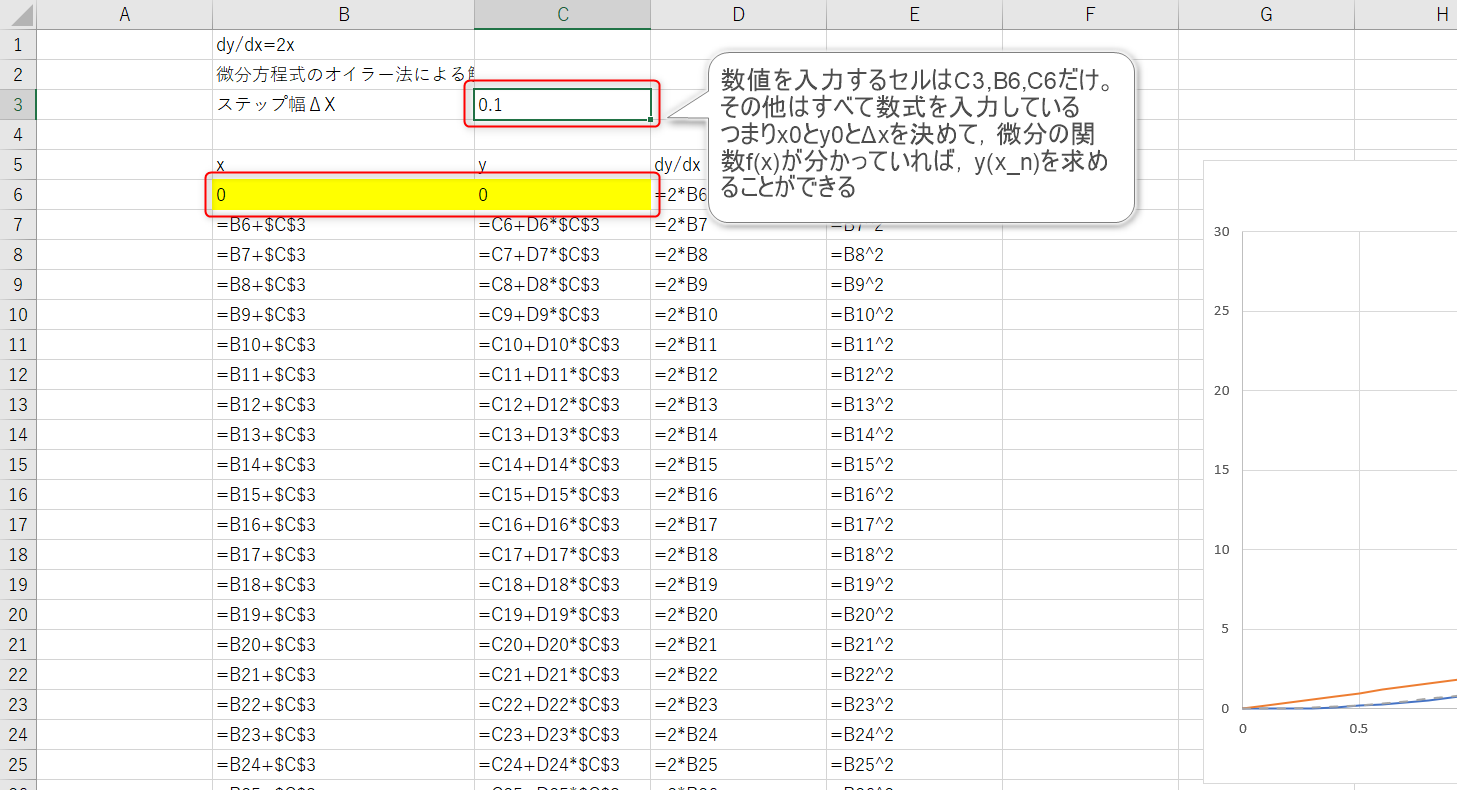 A B C D E F G H
1 dy/dx=2x
2 微分方程式のオイラー法による
3 ステップ幅ΔX 0.1
数値を入力するセルはC3,B6,C6だけ。
その他はすべて数式を入力している
つまりx0とy0とΔxを決めて，微分の関
数f(x)が分かっていれば，y(x_n)を求め
ることができる
4
5 x y dy/dx
6 0 0 =2*B6
7 =B6+$C$3 =C6+D6*$C$3 =2*B7 =B7^2
8 =B7+$C$3 =C7+D7*$C$3 =2*B8 =B8^2
9 =B8+$C$3 =C8+D8*$C$3 =2*B9 =B9^2
10 =B9+$C$3 =C9+D9*$C$3 =2*B10 =B10^2
11 =B10+$C$3 =C10+D10*$C$3 =2*B11 =B11^2
12 =B11+$C$3 =C11+D11*$C$3 =2*B12 =B12^2
13 =B12+$C$3 =C12+D12*$C$3 =2*B13 =B13^2
14 =B13+$C$3 =C13+D13*$C$3 =2*B14 =B14^2
15 =B14+$C$3 =C14+D14*$C$3 =2*B15 =B15^2
16 =B15+$C$3 =C15+D15*$C$3 =2*B16 =B16^2
17 =B16+$C$3 =C16+D16*$C$3 =2*B17 =B17^2
18 =B17+$C$3 =C17+D17*$C$3 =2*B18 =B18^2
19 =B18+$C$3 =C18+D18*$C$3 =2*B19 =B19^2
20 =B19+$C$3 =C19+D19*$C$3 =2*B20 =B20^2
21 =B20+$C$3 =C20+D20*$C$3 =2*B21 =B21^2
22 =B21+$C$3 =C21+D21*$C$3 =2*B22 =B22^2
23 =B22+$C$3 =C22+D22*$C$3 =2*B23 =B23^2
24 =B23+$C$3 =C23+D23*$C$3 =2*B24 =B24^2
25 =B24+$C$3 =C24+D24*$C$3 =2*B25 =B25^2
30
25
20
15
10
5
0
0 0.5